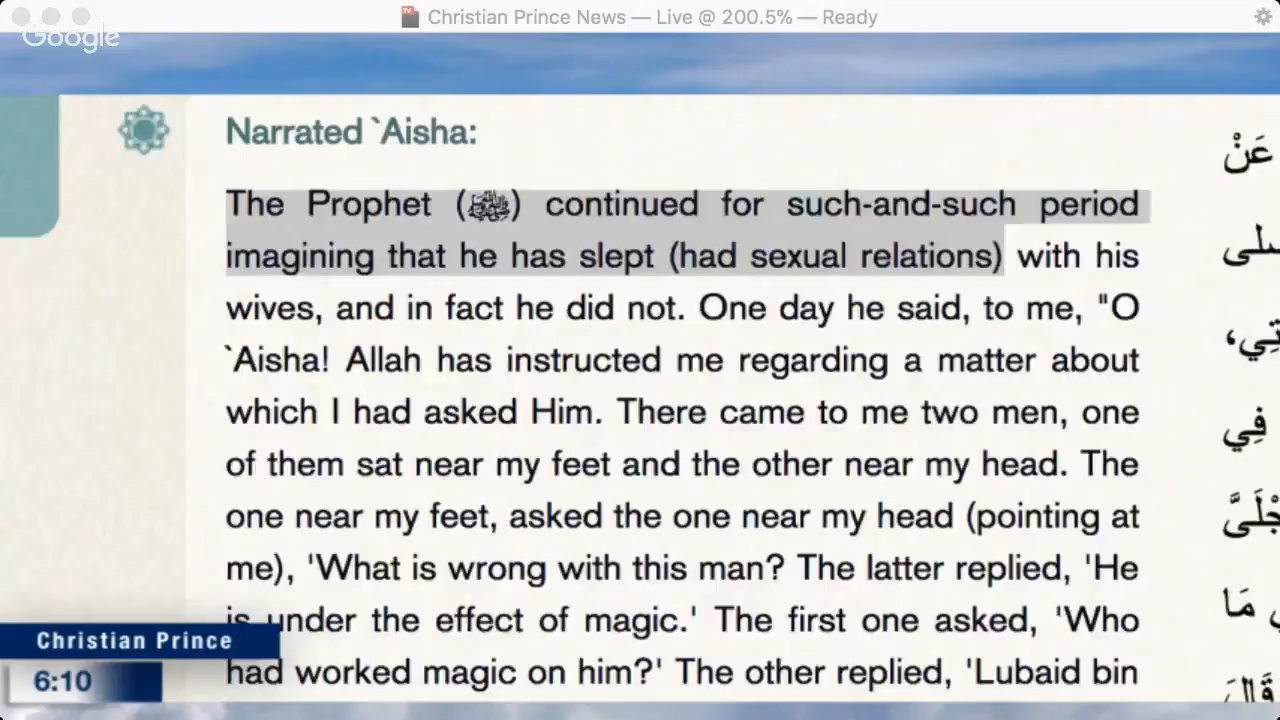 Christian Prince News — Live @ 200.5% — Ready
Google
Narrated `Aisha:
The Prophet (ﷺ) continued for such-and-such period
imagining that he has slept (had sexual relations) with his
wives, and in fact he did not. One day he said, to me, "O
`Aisha! Allah has instructed me regarding a matter about
which I had asked Him. There came to me two men, one
of them sat near my feet and the other near my head. The
one near my feet, asked the one near my head (pointing at
me), 'What is wrong with this man? The latter replied, 'He
is under the effect of magic.' The first one asked, 'Who
had worked magic on him?' The other replied, 'Lubaid bin
عَنْ
فِي
مَا
قَالَ
Christian Prince
6:10